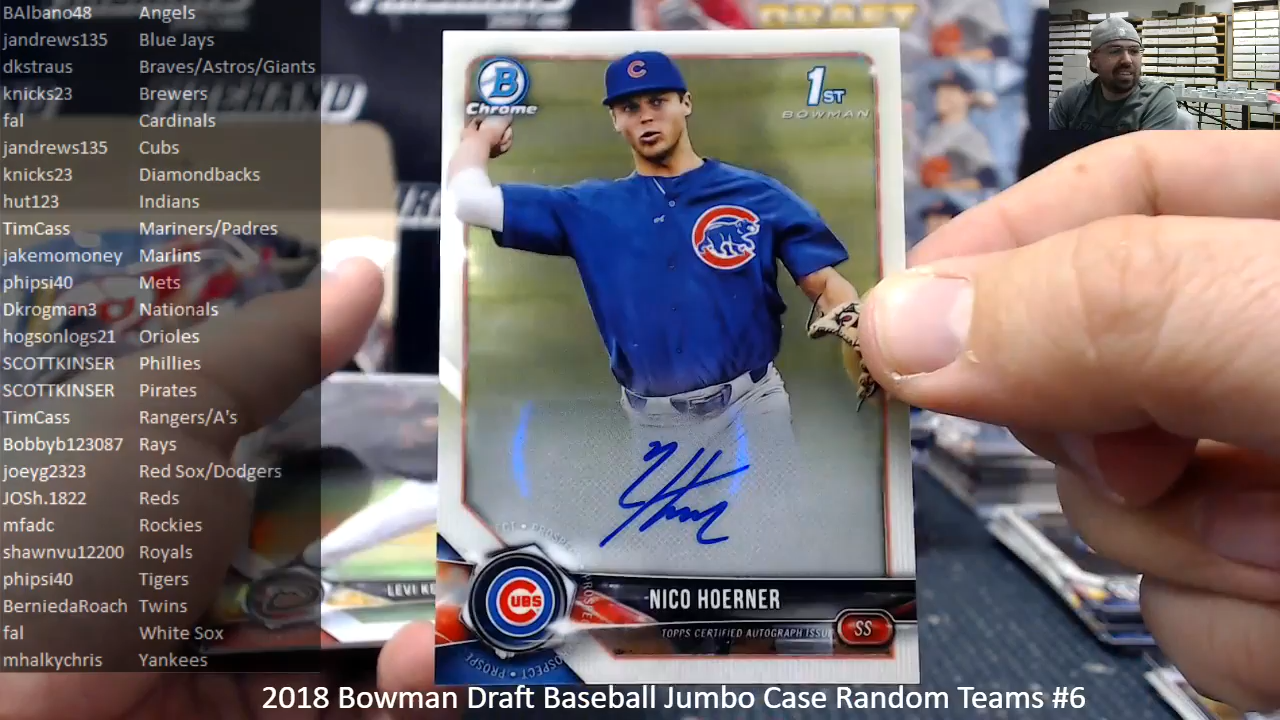 BAlbano48 Angels
jandrews135 Blue Jays
dkstraus Braves/Astros/Giants
knicks23 Brewers
fal Cardinals
jandrews135 Cubs
knicks23 Diamondbacks
hut123 Indians
TimCass Mariners/Padres
jakemomoney Marlins
phipsi40 Mets
Dkrogman3 Nationals
hogsonlogs21 Orioles
SCOTTKINSER Phillies
SCOTTKINSER Pirates
TimCass Rangers/A's
Bobbyb123087 Rays
joeyg2323 Red Sox/Dodgers
JOSh.1822 Reds
mfadc Rockies
shawnvu12200 Royals
phipsi40 Tigers
BerniedaRoach Twins
fal White Sox
mhalkychris Yankees
B
Chrome
1ST
BOWMAN
C
CUBS
NICO HOERNER
TOPPS CERTIFIED AUTOGRAPH ISSUE
SS
LEVI
DRAFT
2018 Bowman Draft Baseball Jumbo Case Random Teams #6